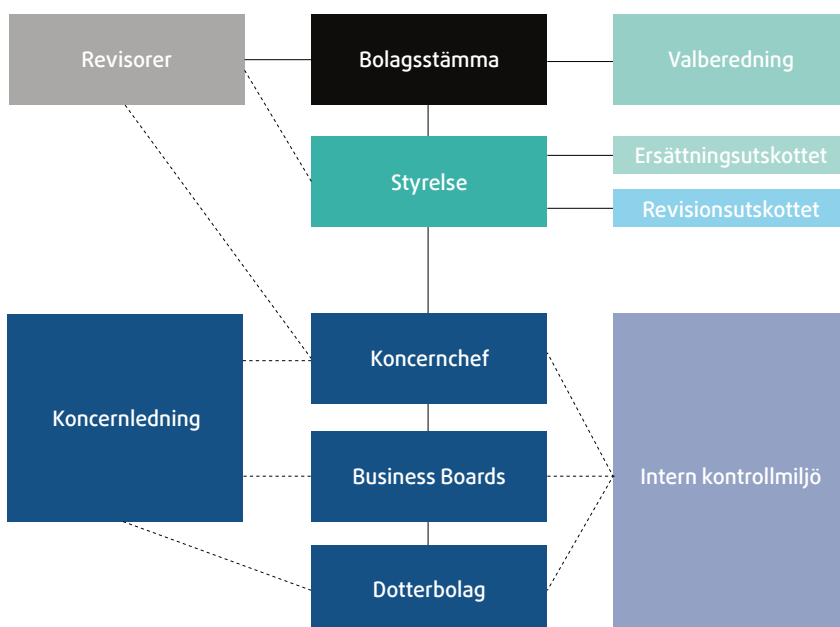 Revisorer
Bolagsstämma
Valberedning
Styrelse
Ersättningsutskottet
Revisionsutskottet
Koncernledning
Koncernchef
Business Boards
Dotterbolag
Intern kontrollmiljö